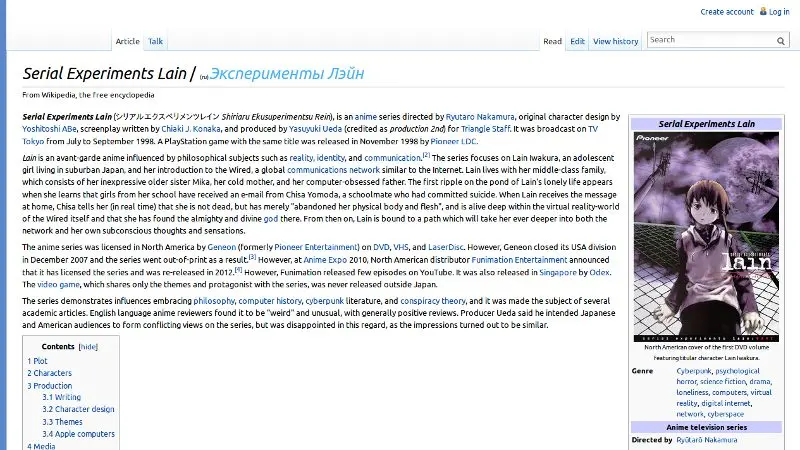 Create account Log in
Article Talk Read Edit View history Search
Serial Experiments Lain / (ru)Эксперименты Лэйн
From Wikipedia, the free encyclopedia
Serial Experiments Lain (シリアルエクスペリメンツレイン Shiriaru Ekusuperimentsu Rein), is an anime series directed by Ryutaro Nakamura, original character design by
Yoshitoshi ABe, screenplay written by Chiaki J. Konaka, and produced by Yasuyuki Ueda (credited as production 2nd) for Triangle Staff. It was broadcast on TV
Tokyo from July to September 1998. A PlayStation game with the same title was released in November 1998 by Pioneer LDC.
Lain is an avant-garde anime influenced by philosophical subjects such as reality, identity, and communication.[2] The series focuses on Lain Iwakura, an adolescent
girl living in suburban Japan, and her introduction to the Wired, a global communications network similar to the Internet. Lain lives with her middle-class family,
which consists of her inexpressive older sister Mika, her cold mother, and her computer-obsessed father. The first ripple on the pond of Lain's lonely life appears
when she learns that girls from her school have received an e-mail from Chisa Yomoda, a schoolmate who had committed suicide. When Lain receives the message
at home, Chisa tells her (in real time) that she is not dead, but has merely "abandoned her physical body and flesh", and is alive deep within the virtual reality-world
of the Wired itself and that she has found the almighty and divine god there. From then on, Lain is bound to a path which will take her ever deeper into both the
network and her own subconscious thoughts and sensations.
The anime series was licensed in North America by Geneon (formerly Pioneer Entertainment) on DVD, VHS, and LaserDisc. However, Geneon closed its USA division
in December 2007 and the series went out-of-print as a result.[3] However, at Anime Expo 2010, North American distributor Funimation Entertainment announced
that it has licensed the series and was re-released in 2012.[4] However, Funimation released few episodes on YouTube. It was also released in Singapore by Odex.
The video game, which shares only the themes and protagonist with the series, was never released outside Japan.
The series demonstrates influences embracing philosophy, computer history, cyberpunk literature, and conspiracy theory, and it was made the subject of several
academic articles. English language anime reviewers found it to be "weird" and unusual, with generally positive reviews. Producer Ueda said he intended Japanese
and American audiences to form conflicting views on the series, but was disappointed in this regard, as the impressions turned out to be similar.
Contents [hide]
1 Plot
2 Characters
3 Production
3.1 Writing
3.2 Character design
3.3 Themes
3.4 Apple computers
4 Media
Serial Experiments Lain
Pioneer
serial experiments
lain
serial experiments lain
North American cover of the first DVD volume
featuring titular character Lain Iwakura.
Genre Cyberpunk, psychological
horror, science fiction, drama,
loneliness, computers, virtual
reality, digital internet,
network, cyberspace
Anime television series
Directed by Ryūtarō Nakamura